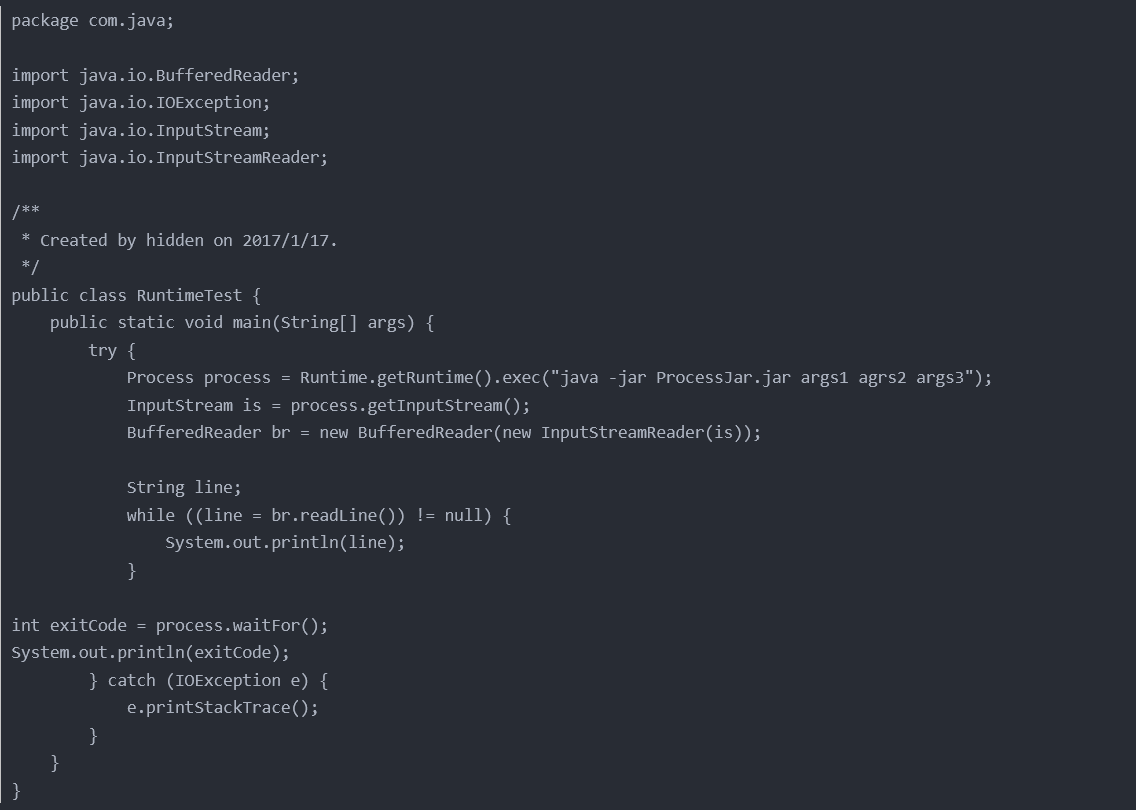 package com.java;

import java.io.BufferedReader;
import java.io.IOException;
import java.io.InputStream;
import java.io.InputStreamReader;

/**
 * Created by hidden on 2017/1/17.
 */
public class RuntimeTest {
    public static void main(String[] args) {
        try {
            Process process = Runtime.getRuntime().exec("java -jar ProcessJar.jar args1 agrs2 args3");
            InputStream is = process.getInputStream();
            BufferedReader br = new BufferedReader(new InputStreamReader(is));

            String line;
            while ((line = br.readLine()) != null) {
                System.out.println(line);
            }

int exitCode = process.waitFor();
System.out.println(exitCode);
        } catch (IOException e) {
            e.printStackTrace();
        }
    }
}